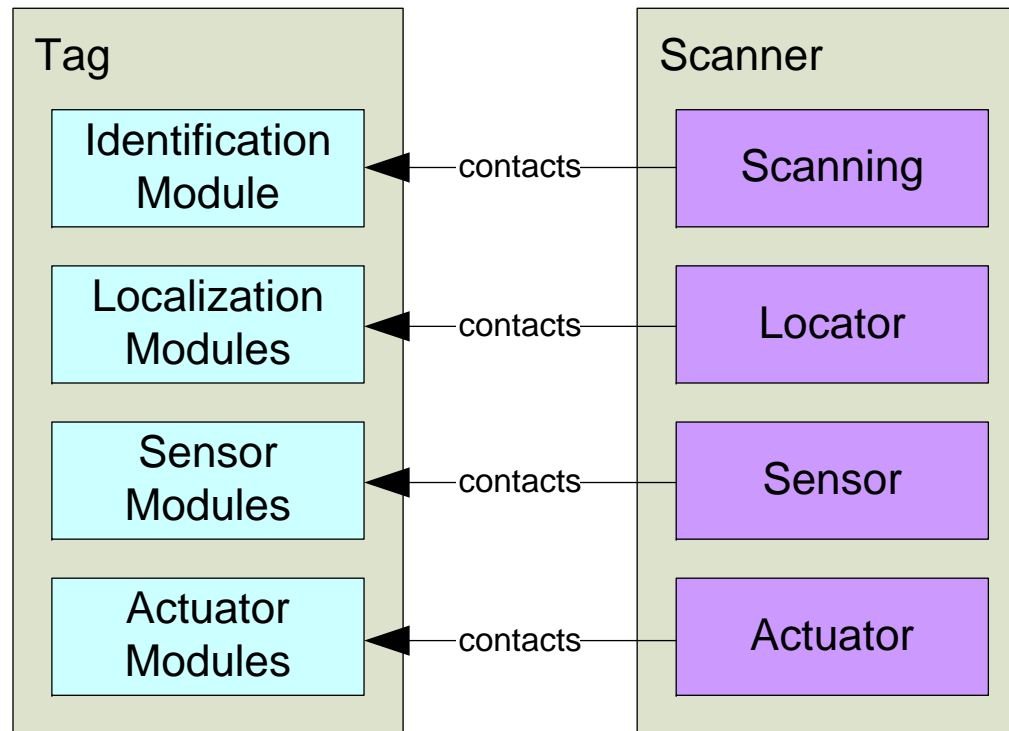 Tag
Scanner
Identification
Module
contacts
Scanning
Localization
Modules
contacts
Locator
Sensor
Modules
contacts
Sensor
Actuator
Modules
contacts
Actuator